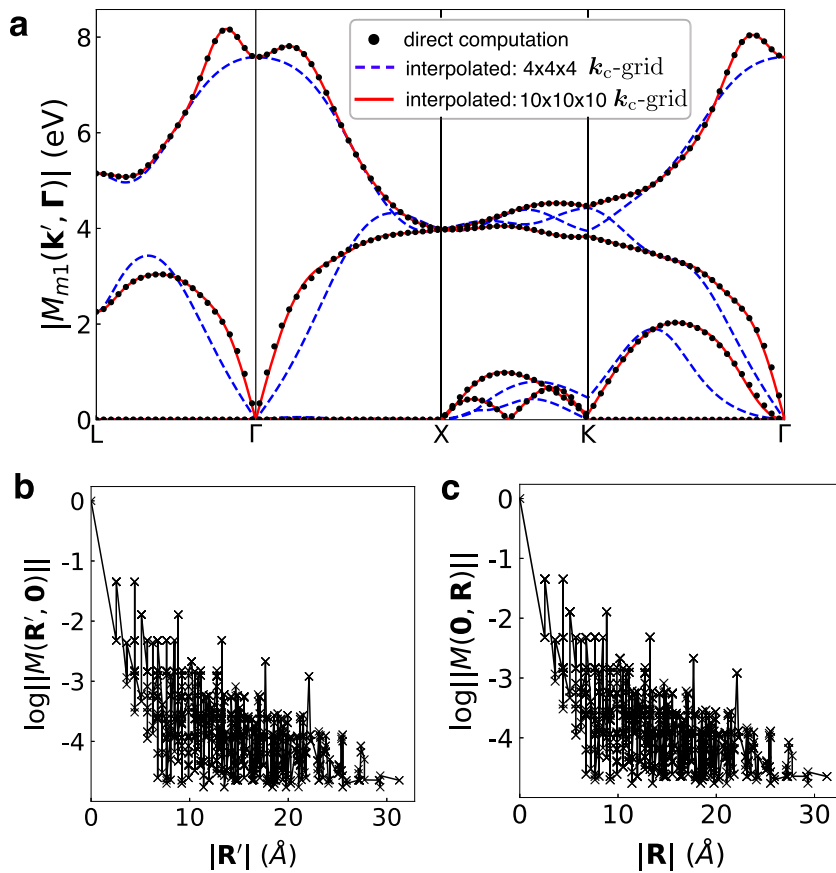 a
|M_{m1}(k′, Γ)| (eV)
8
6
4
2
0
direct computation
interpolated: 4x4x4 k_c-grid
interpolated: 10x10x10 k_c-grid
L Γ X K Γ
b
log||M(R′, 0)||
0
-1
-2
-3
-4
0 10 20 30
|R′| (Å)
c
log||M(0, R)||
0
-1
-2
-3
-4
0 10 20 30
|R| (Å)